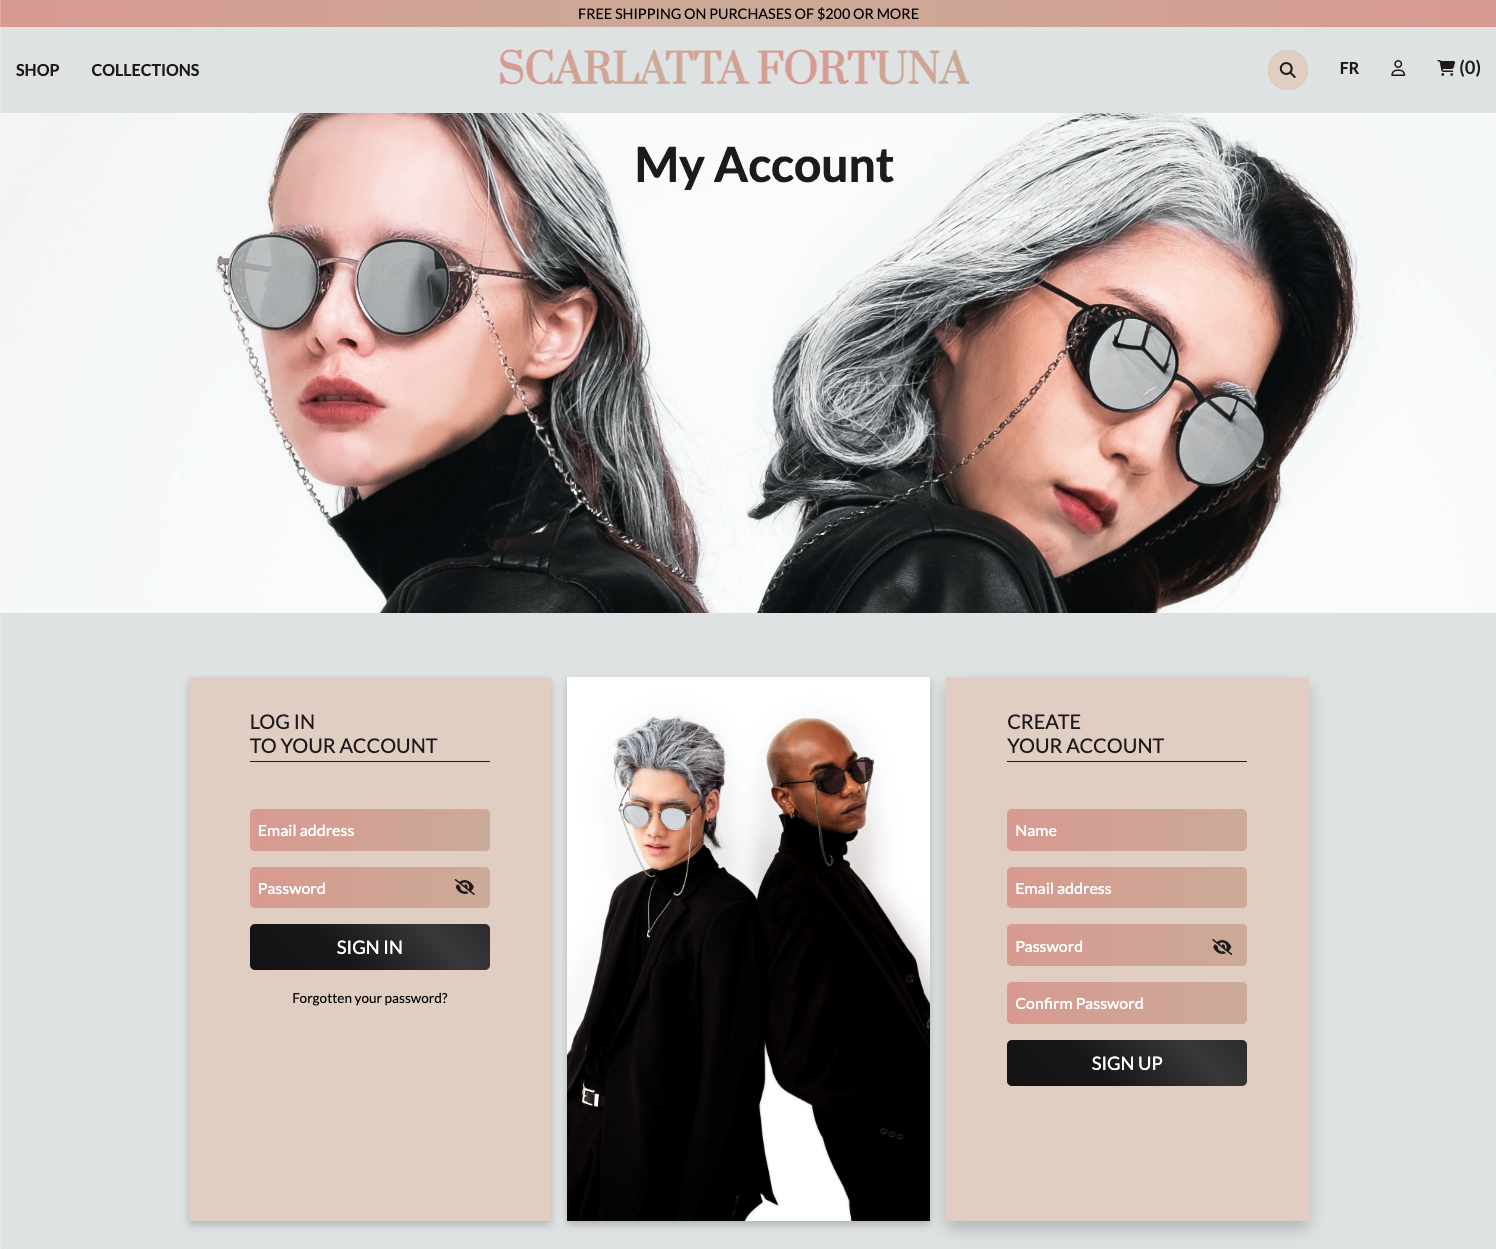 FREE SHIPPING ON PURCHASES OF $200 OR MORE
SHOP
COLLECTIONS
SCARLATTA FORTUNA
FR
(0)
My Account
LOG IN
TO YOUR ACCOUNT
Email address
Password
SIGN IN
Forgotten your password?
CREATE
YOUR ACCOUNT
Name
Email address
Password
Confirm Password
SIGN UP